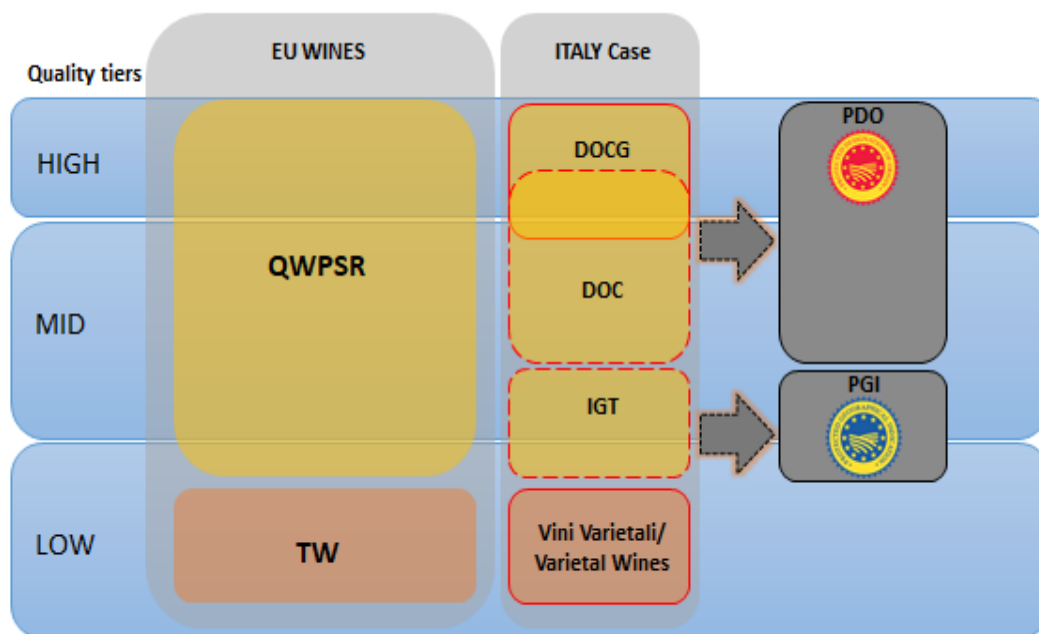 EU WINES
ITALY Case
Quality tiers
HIGH
MID
LOW
QWPSR
TW
DOCG
DOC
IGT
Vini Varietali/
Varietal Wines
PDO
PGI